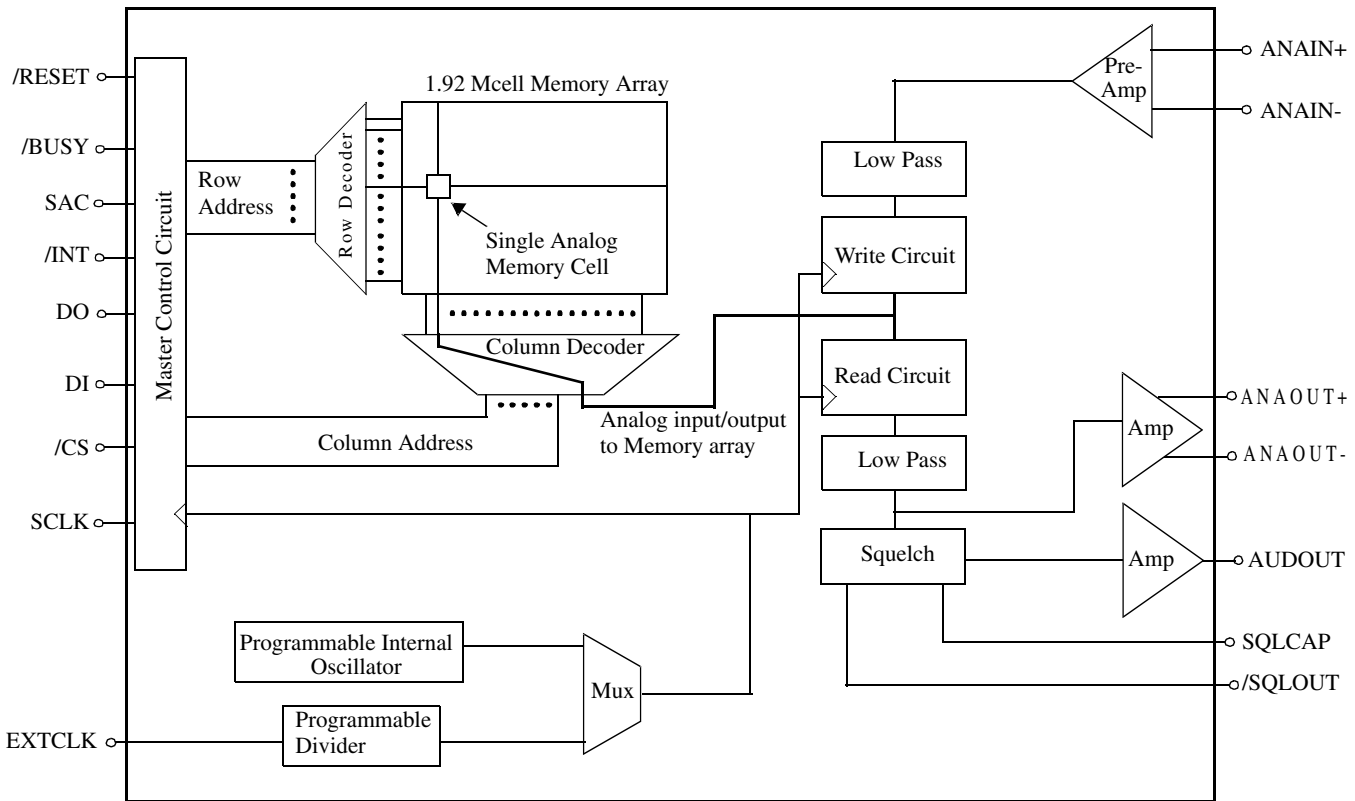 /RESET
/BUSY
SAC
/INT
DO
DI
/CS
SCLK
EXTCLK
Master Control Circuit
Row
Address
Row Decoder
1.92 Mcell Memory Array
Single Analog
Memory Cell
Column Decoder
Column Address
Analog input/output
to Memory array
Programmable Internal
Oscillator
Programmable
Divider
Mux
Pre-
Amp
Low Pass
Write Circuit
Read Circuit
Low Pass
Squelch
Amp
Amp
ANAIN+
ANAIN-
ANAOUT+
ANAOUT-
AUDOUT
SQLCAP
/SQLOUT